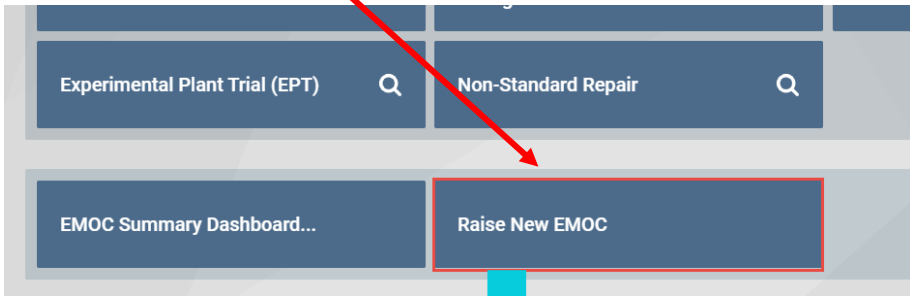 Experimental Plant Trial (EPT)
Non-Standard Repair
EMOC Summary Dashboard...
Raise New EMOC